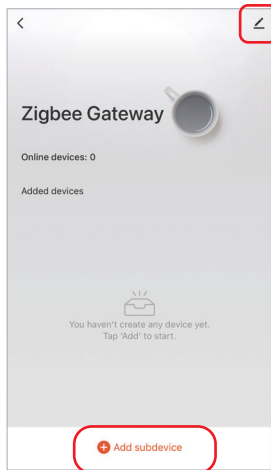 Zigbee Gateway
Online devices: 0
Added devices
You haven't create any device yet.
Tap 'Add' to start.
Add subdevice